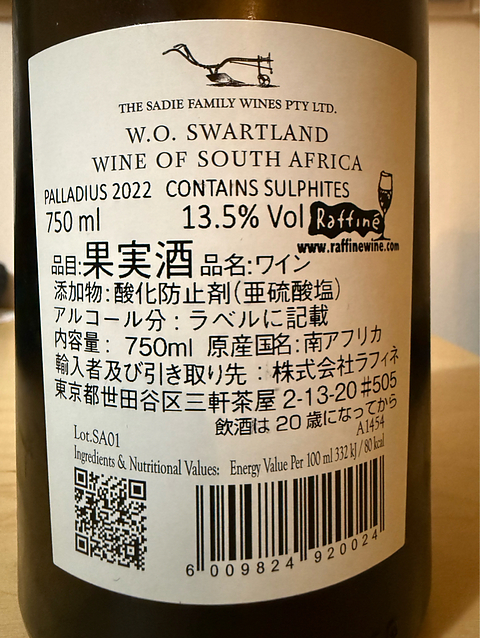 THE SADIE FAMILY WINES PTY LTD.
W.O. SWARTLAND
WINE OF SOUTH AFRICA
PALLADIUS 2022 CONTAINS SULPHITES
750 ml 13.5% Vol Raffiné
www.raffinewine.com
品目:果実酒 品名:ワイン
添加物:酸化防止剤(亜硫酸塩)
アルコール分:ラベルに記載
内容量: 750ml 原産国名:南アフリカ
輸入者及び引き取り先:株式会社ラフィネ
東京都世田谷区三軒茶屋 2-13-20 #505
飲酒は 20 歳になってから
Lot.SA01 A1454
Ingredients & Nutritional Values: Energy Value Per 100 ml 332 kJ / 80 kcal
6 009824 920024